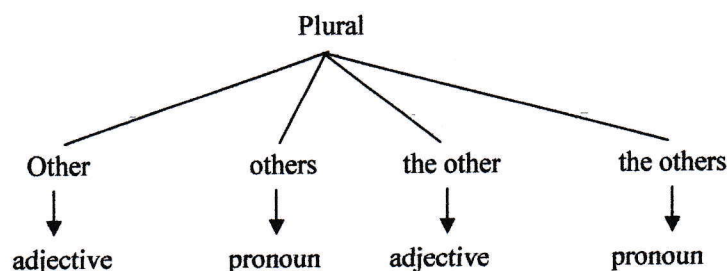 Plural
Other others the other the others
adjective pronoun adjective pronoun